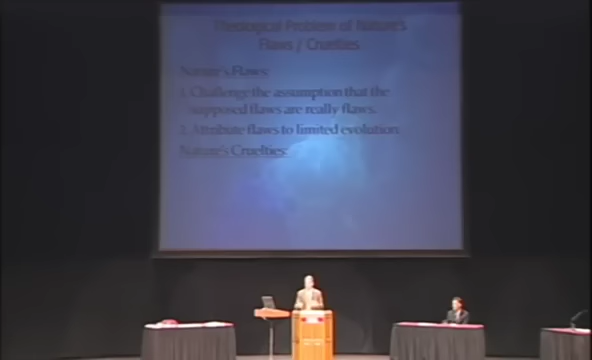 Theological Problem of Nature's
Flaws / Cruelties
Nature's Flaws:
1. Challenge the assumption that the
supposed flaws are really flaws.
2. Attribute flaws to limited evolution
Nature's Cruelties: